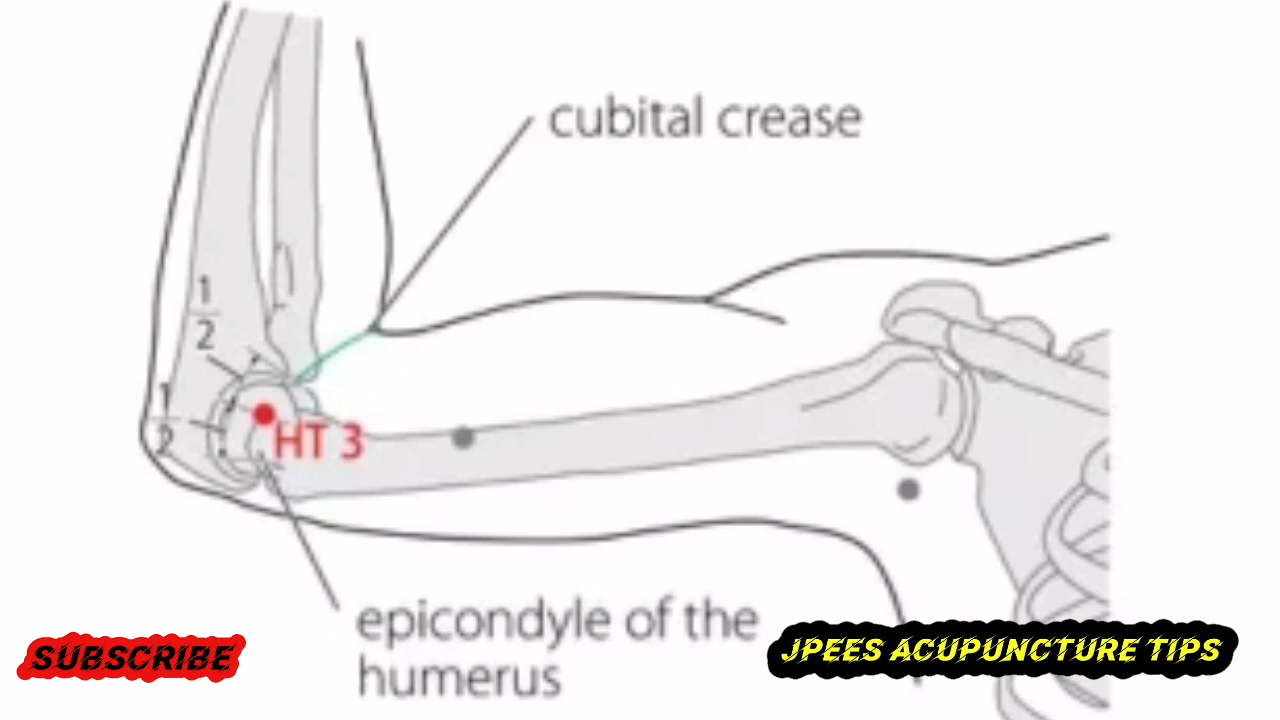 cubital crease
1
2
1
2
HT 3
epicondyle of the
humerus
SUBSCRIBE
JPEES ACUPUNCTURE TIPS